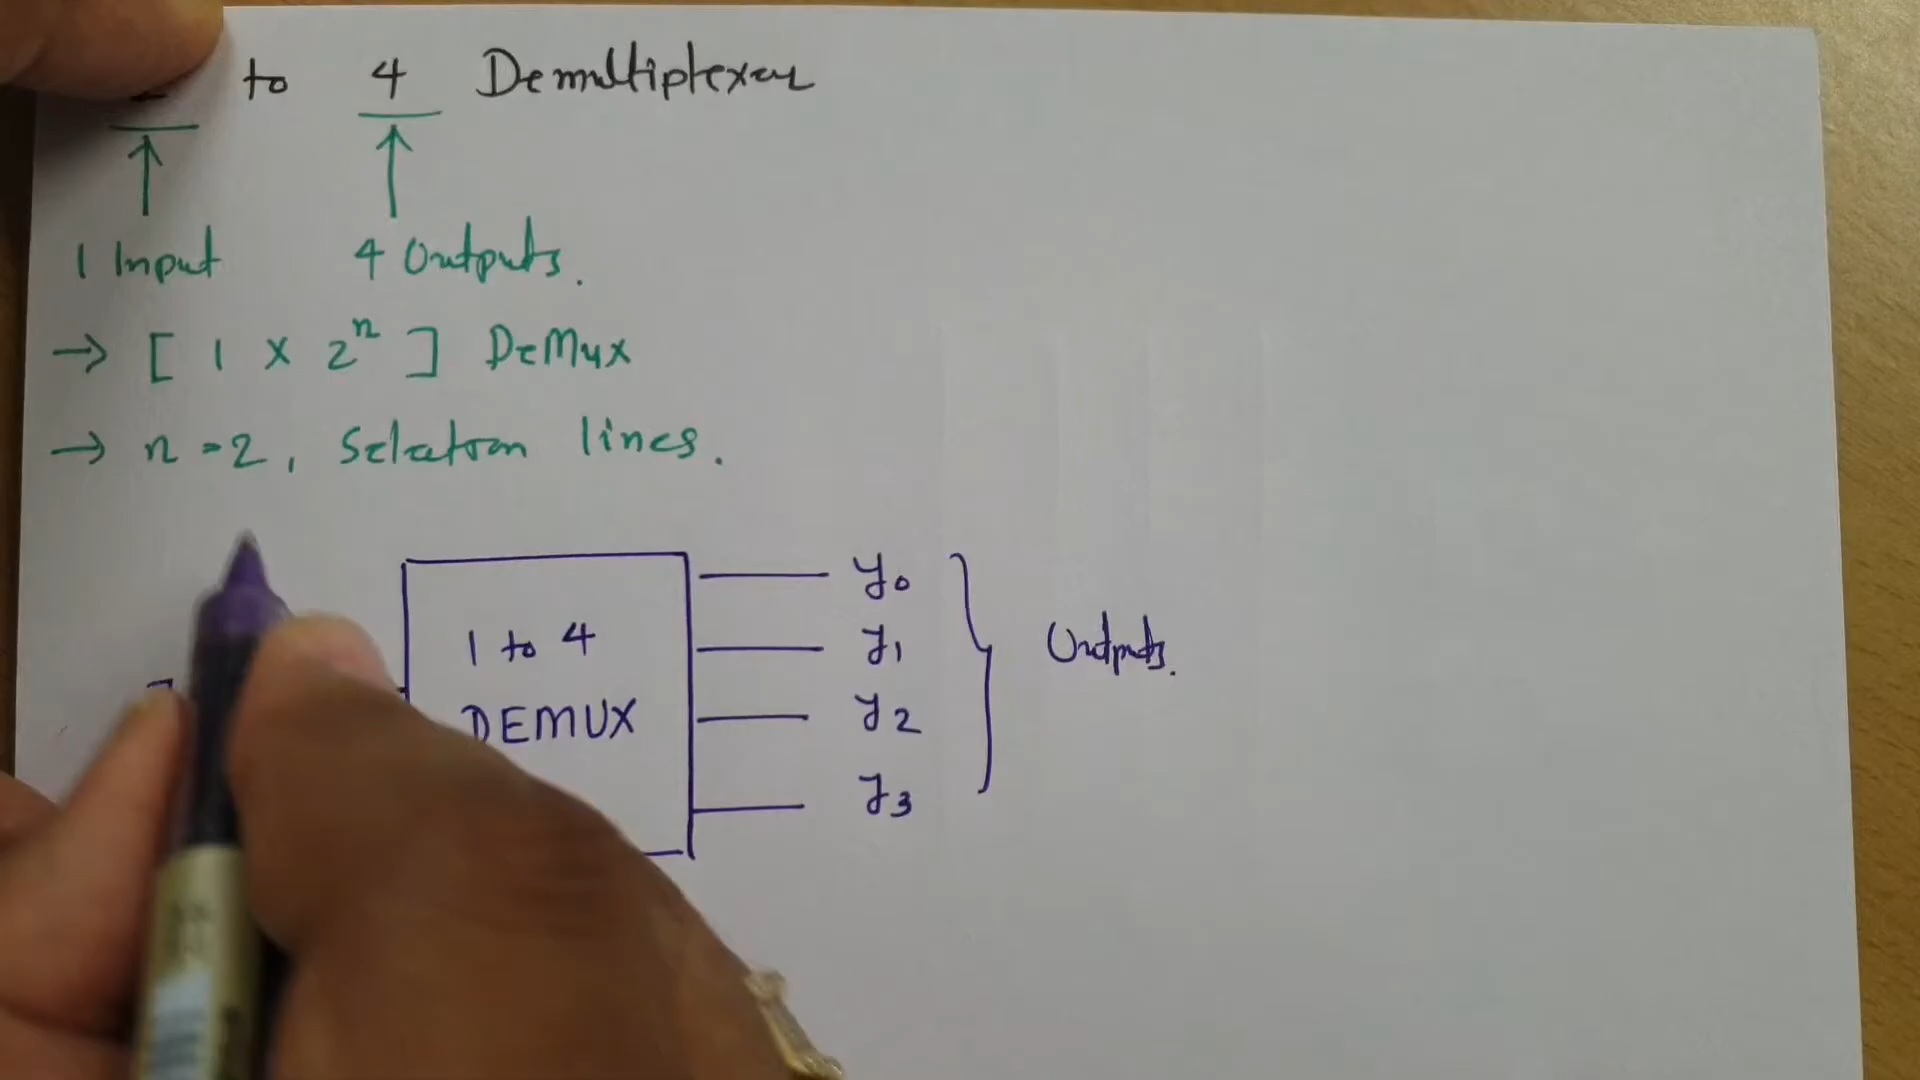 to 4 Demultiplexer
1 Input 4 Outputs.
→ [ 1 x 2ⁿ ] DeMux
→ n = 2, Selection lines.
1 to 4
DEMUX
y₀
y₁
y₂
y₃
Outputs.